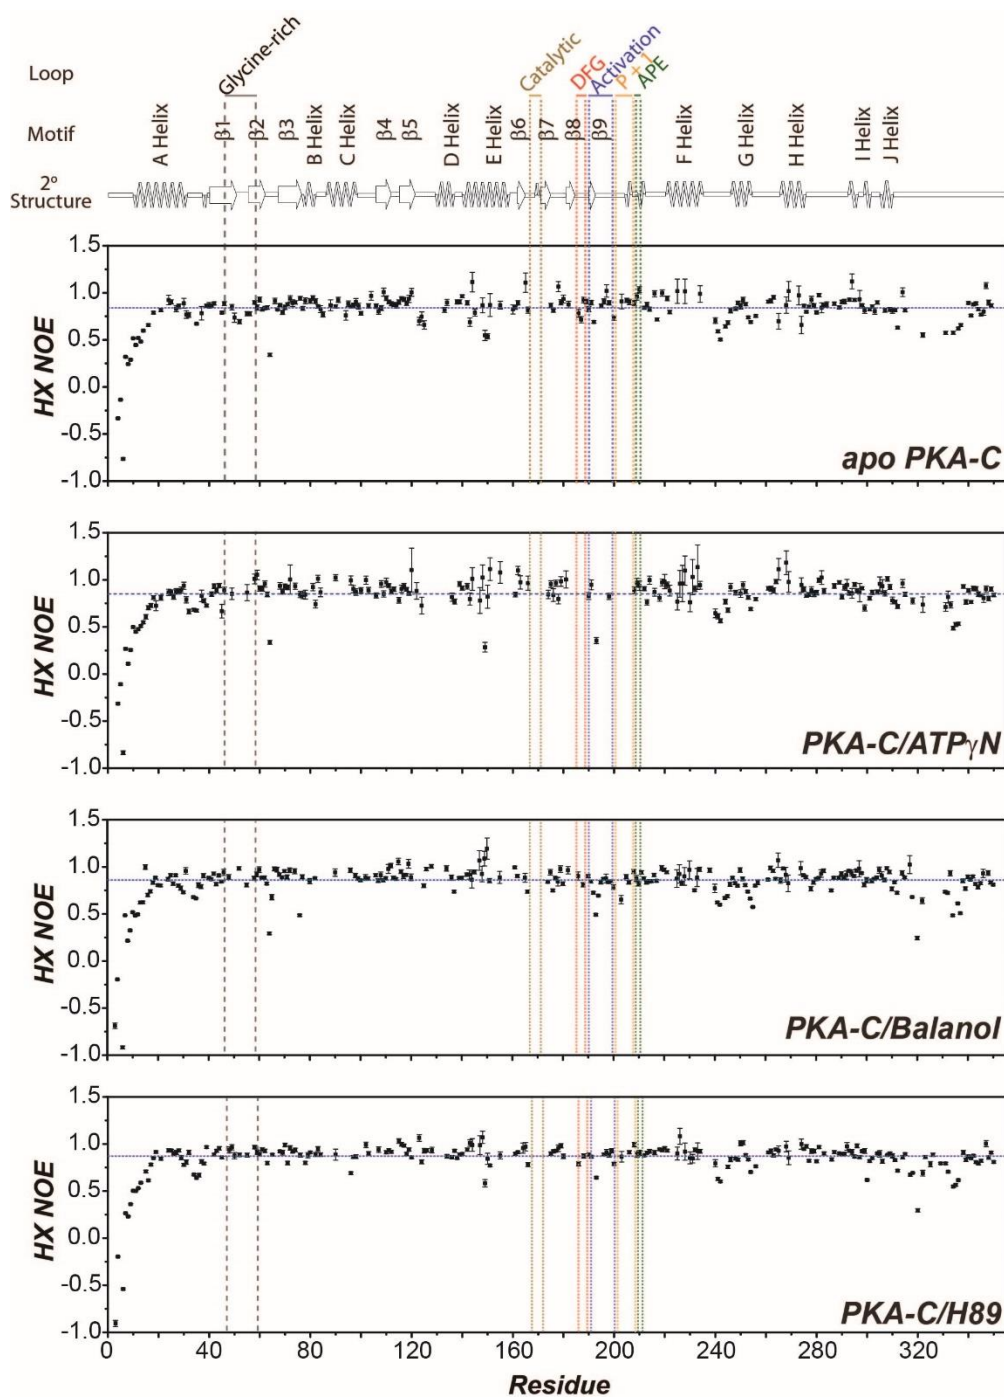 Loop Glycine-rich Catalytic DFG Activation P + 1 APE
Motif A Helix β1 β2 β3 B Helix C Helix β4 β5 D Helix E Helix β6 β7 β8 β9 F Helix G Helix H Helix I Helix J Helix
2º
Structure
1.5
1.0
0.5
0.0
-0.5
-1.0
HX NOE
apo PKA-C
1.5
1.0
0.5
0.0
-0.5
-1.0
HX NOE
PKA-C/ATPγN
1.5
1.0
0.5
0.0
-0.5
-1.0
HX NOE
PKA-C/Balanol
1.5
1.0
0.5
0.0
-0.5
-1.0
HX NOE
PKA-C/H89
0 40 80 120 160 200 240 280 320
Residue